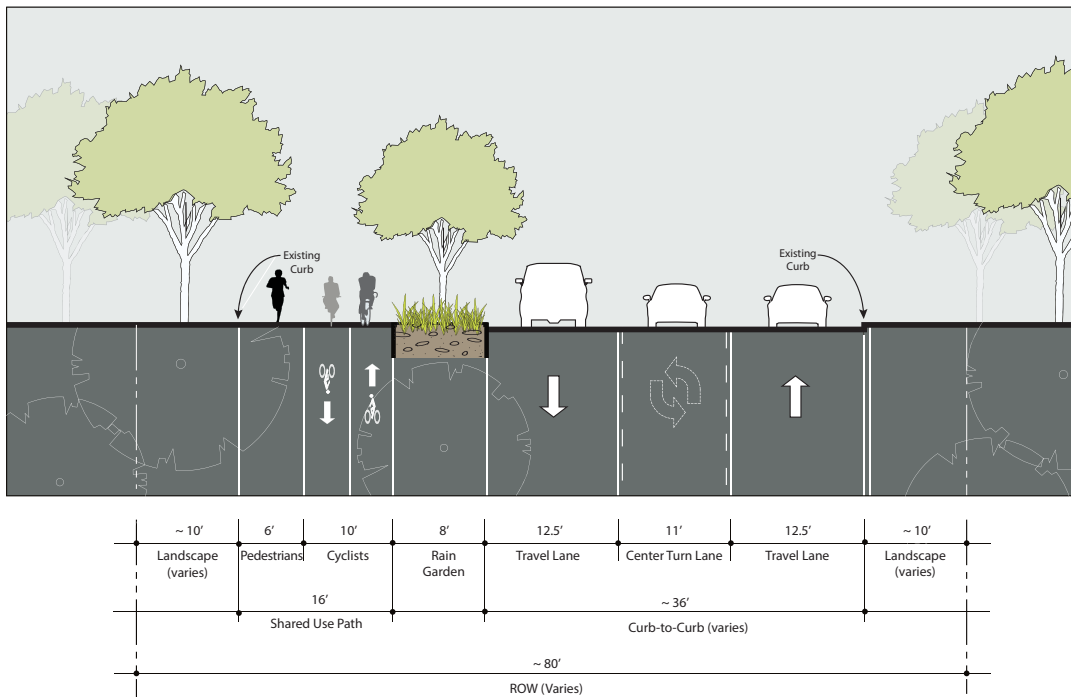 Existing
Curb
Existing
Curb
~ 10’
6’
10’
8’
12.5’
11’
12.5’
~ 10’
Landscape
(varies)
Pedestrians
Cyclists
Rain
Garden
Travel Lane
Center Turn Lane
Travel Lane
Landscape
(varies)
16’
Shared Use Path
~ 36’
Curb-to-Curb (varies)
~ 80’
ROW (Varies)